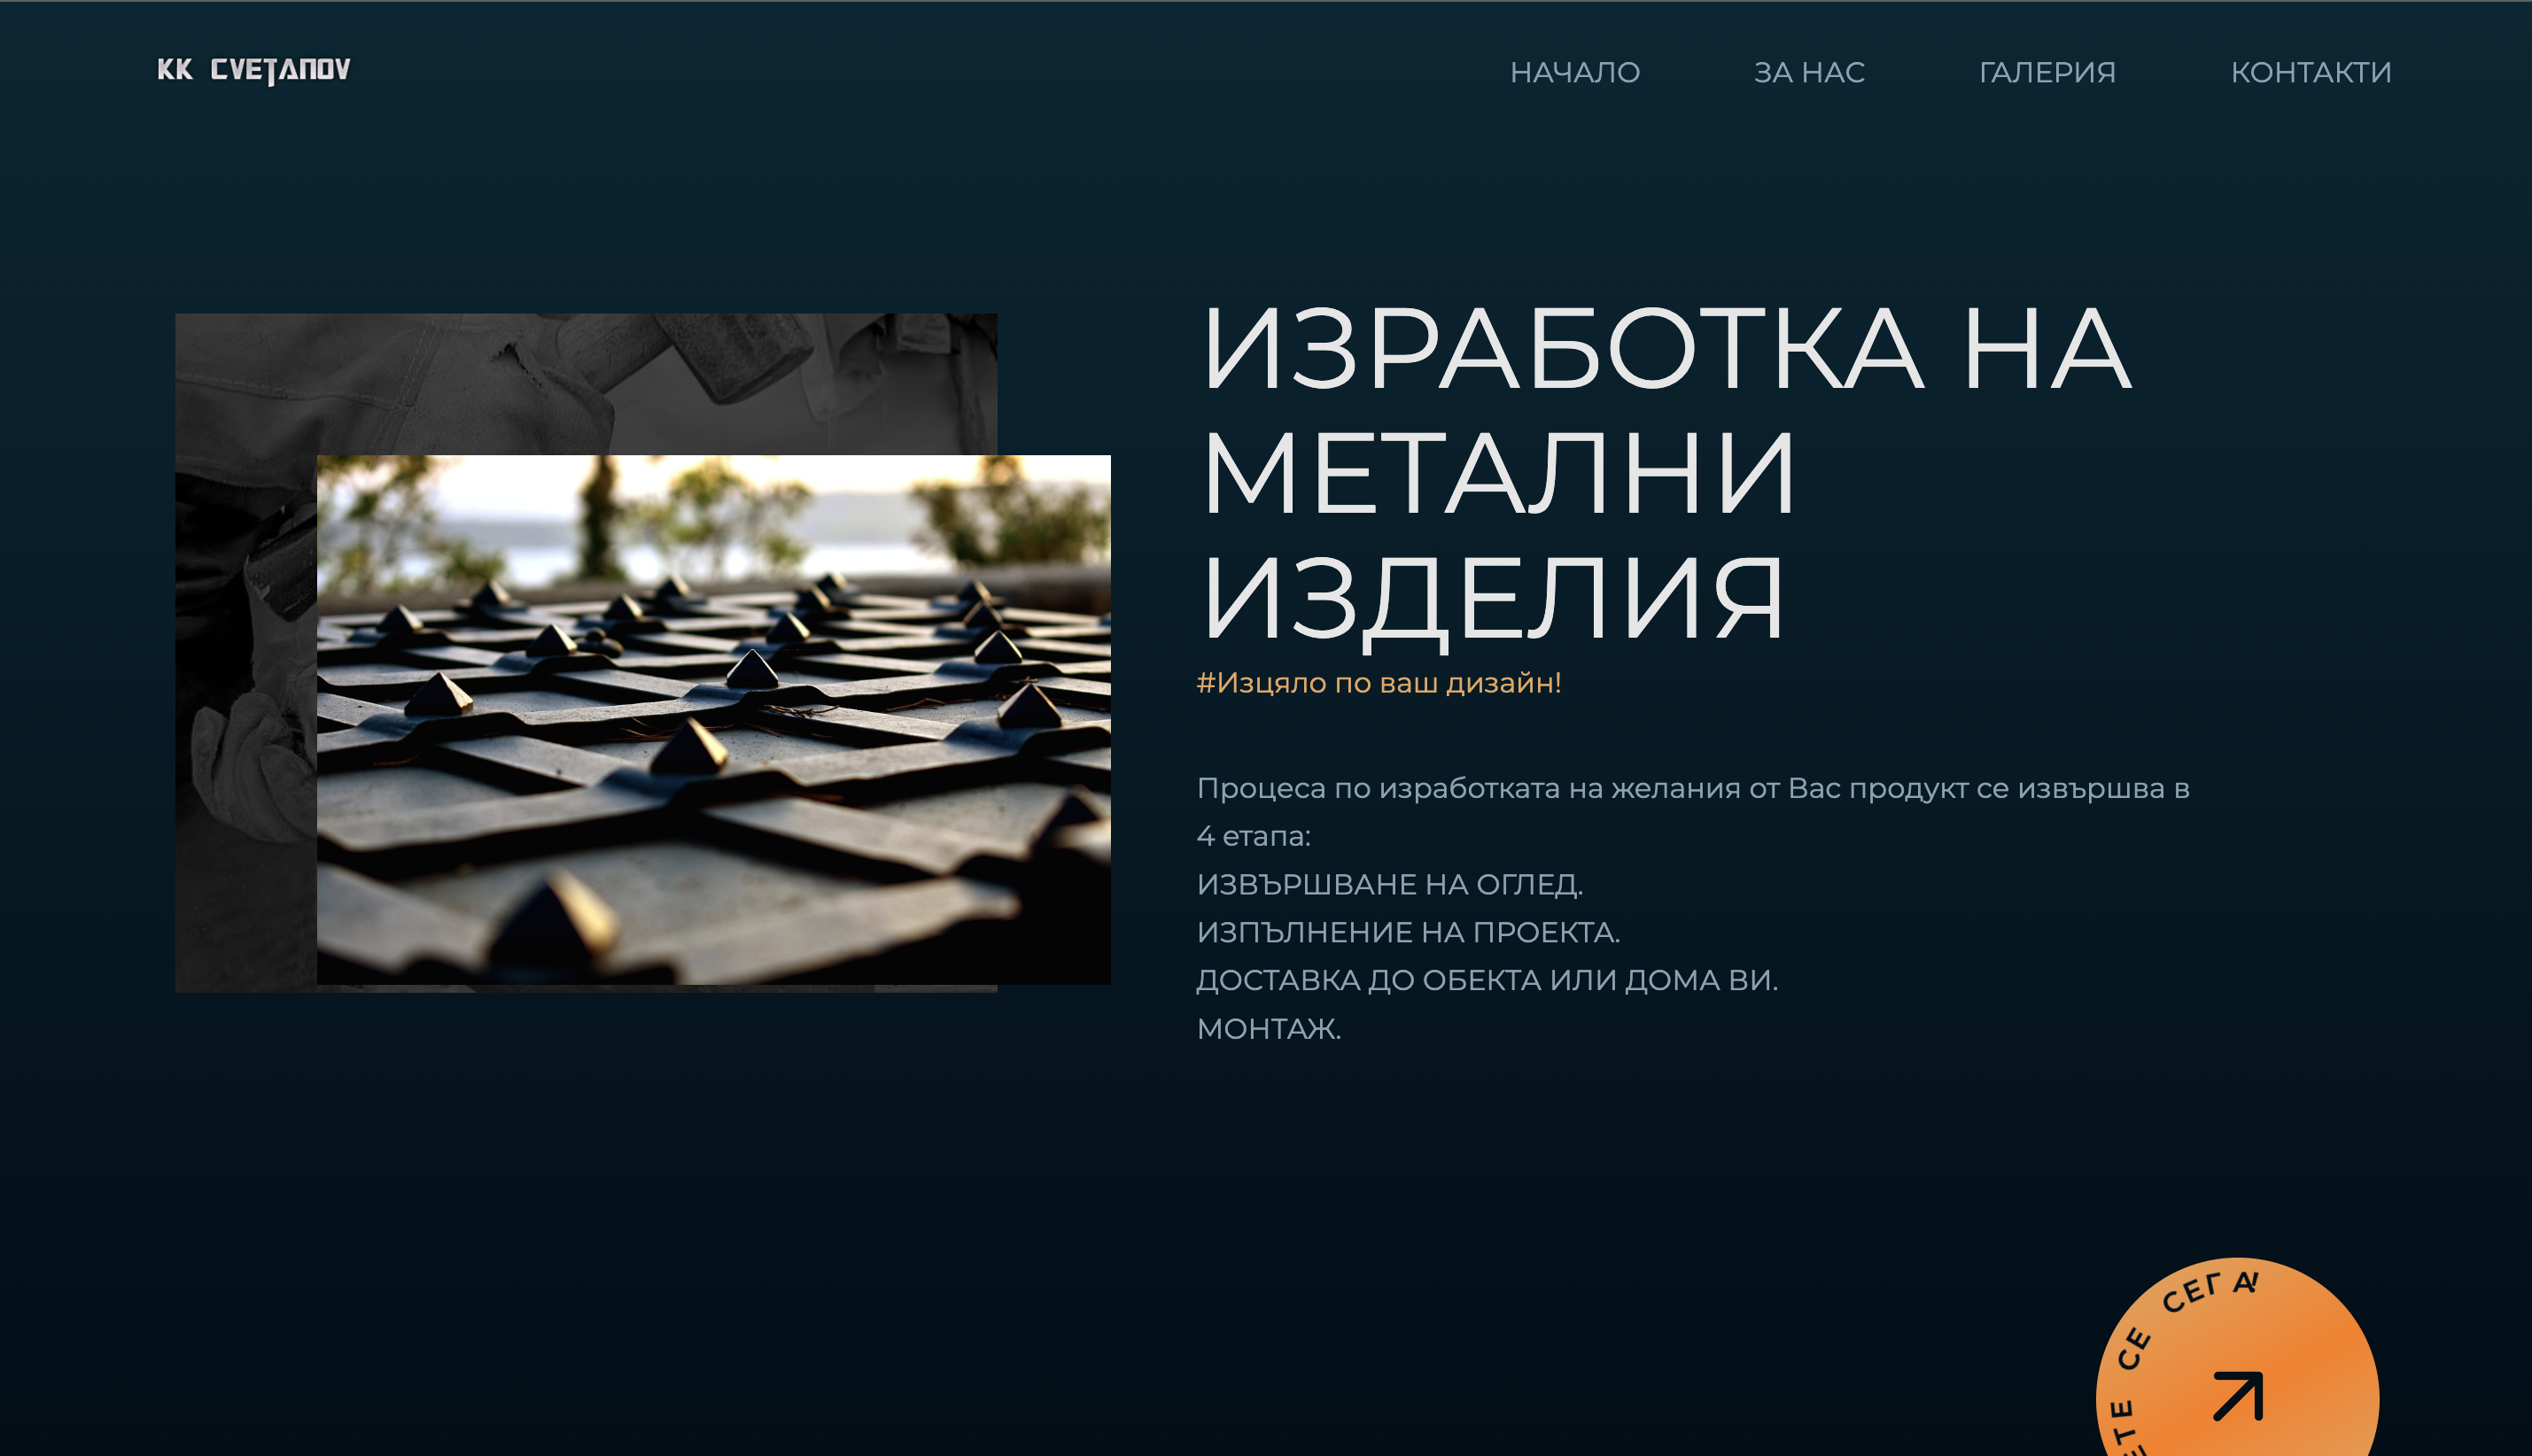 KK CVETANOV
НАЧАЛО ЗА НАС ГАЛЕРИЯ КОНТАКТИ
ИЗРАБОТКА НА
МЕТАЛНИ
ИЗДЕЛИЯ
#Изцяло по ваш дизайн!
Процеса по изработката на желания от Вас продукт се извършва в
4 етапа:
ИЗВЪРШВАНЕ НА ОГЛЕД.
ИЗПЪЛНЕНИЕ НА ПРОЕКТА.
ДОСТАВКА ДО ОБЕКТА ИЛИ ДОМА ВИ.
МОНТАЖ.
СЕ СЕГА!